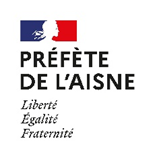 PRÉFÈTE
DE L'AISNE
Liberté
Égalité
Fraternité